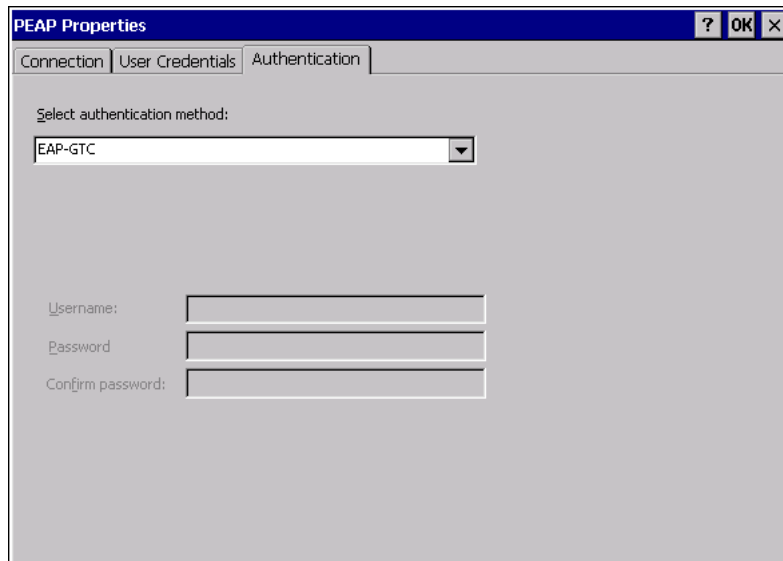 PEAP Properties ? OK ×
Connection User Credentials Authentication
Select authentication method:
EAP-GTC
Username:
Password
Confirm password: